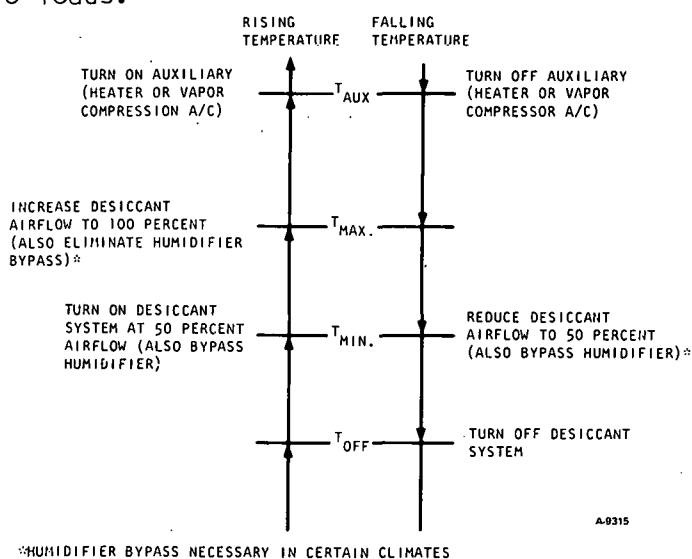 RISING
TEMPERATURE
FALLING
TEMPERATURE
TURN ON AUXILIARY
(HEATER OR VAPOR
COMPRESSION A/C)
T AUX
TURN OFF AUXILIARY
(HEATER OR VAPOR
COMPRESSOR A/C)
INCREASE DESICCANT
AIRFLOW TO 100 PERCENT
(ALSO ELIMINATE HUMIDIFIER
BYPASS)*
T MAX.
TURN ON DESICCANT
SYSTEM AT 50 PERCENT
AIRFLOW (ALSO BYPASS
HUMIDIFIER)
T MIN.
REDUCE DESICCANT
AIRFLOW TO 50 PERCENT
(ALSO BYPASS HUMIDIFIER)*
T OFF
TURN OFF DESICCANT
SYSTEM
A-9315
*HUMIDIFIER BYPASS NECESSARY IN CERTAIN CLIMATES